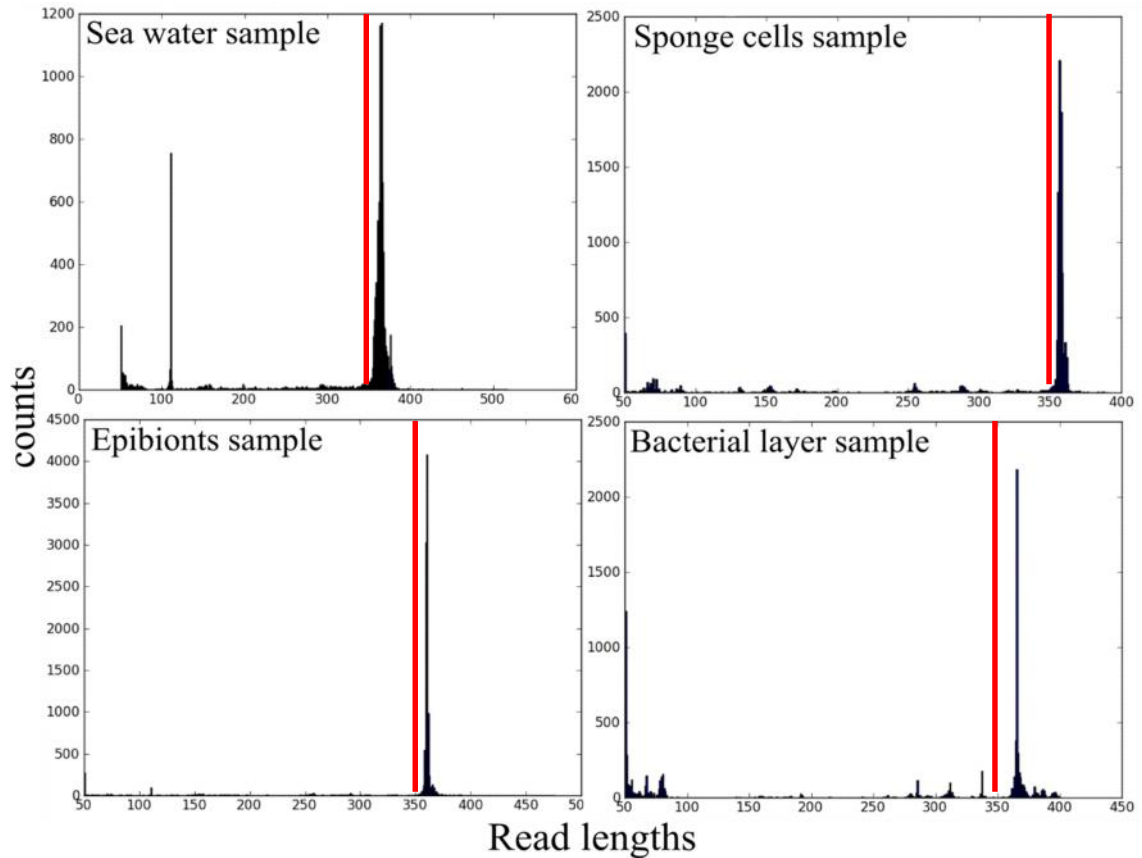 Sea water sample
1200
1000
800
600
400
200
0
0 100 200 300 400 500 60
Sponge cells sample
2500
2000
1500
1000
500
0
50 100 150 200 250 300 350 400
counts
Epibionts sample
4500
4000
3500
3000
2500
2000
1500
1000
500
0
50 100 150 200 250 300 350 400 450 50
Bacterial layer sample
2500
2000
1500
1000
500
0
50 100 150 200 250 300 350 400 450
Read lengths